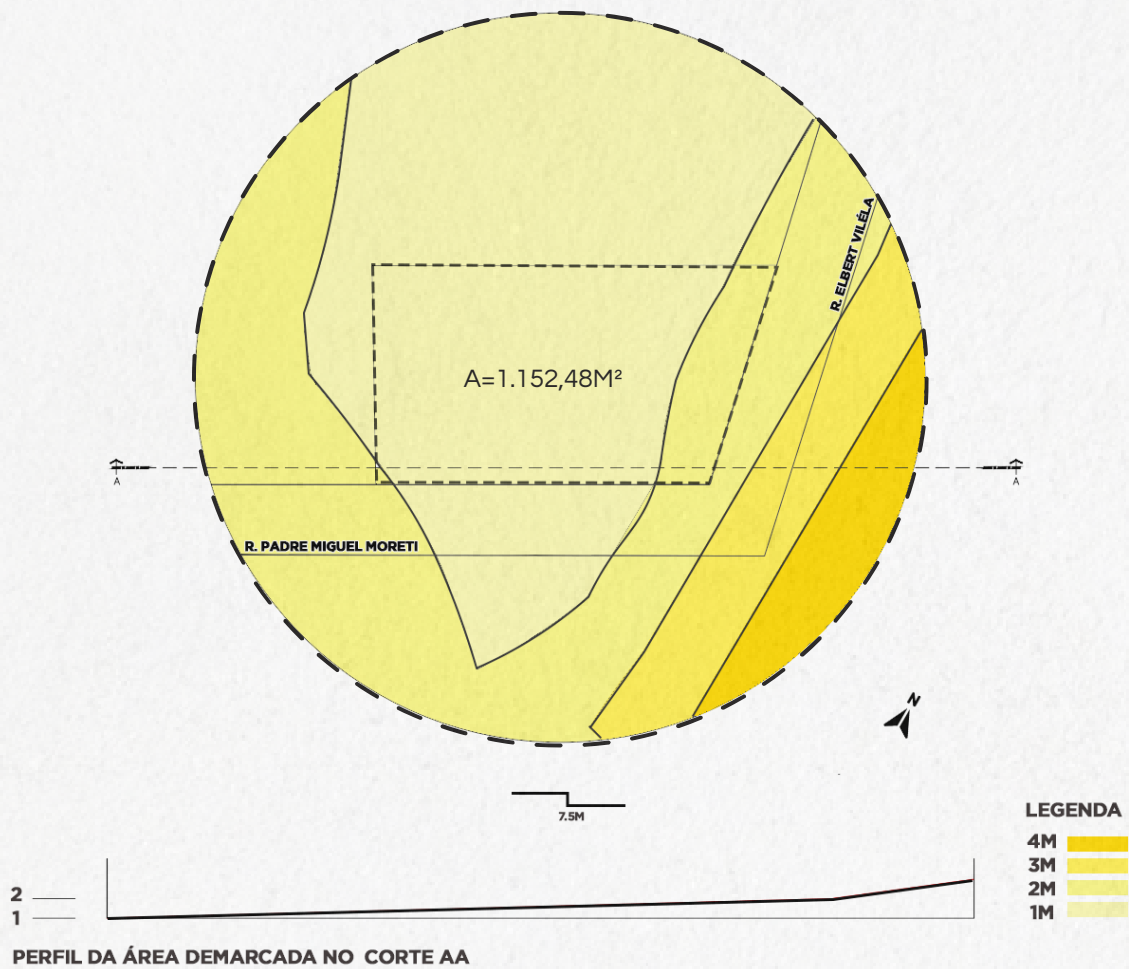 R. ELBERT VILÉLA
A=1.152,48M²
A
A
R. PADRE MIGUEL MORETI
N
7.5M
LEGENDA
4M
3M
2M
1M
2
1
PERFIL DA ÁREA DEMARCADA NO CORTE AA